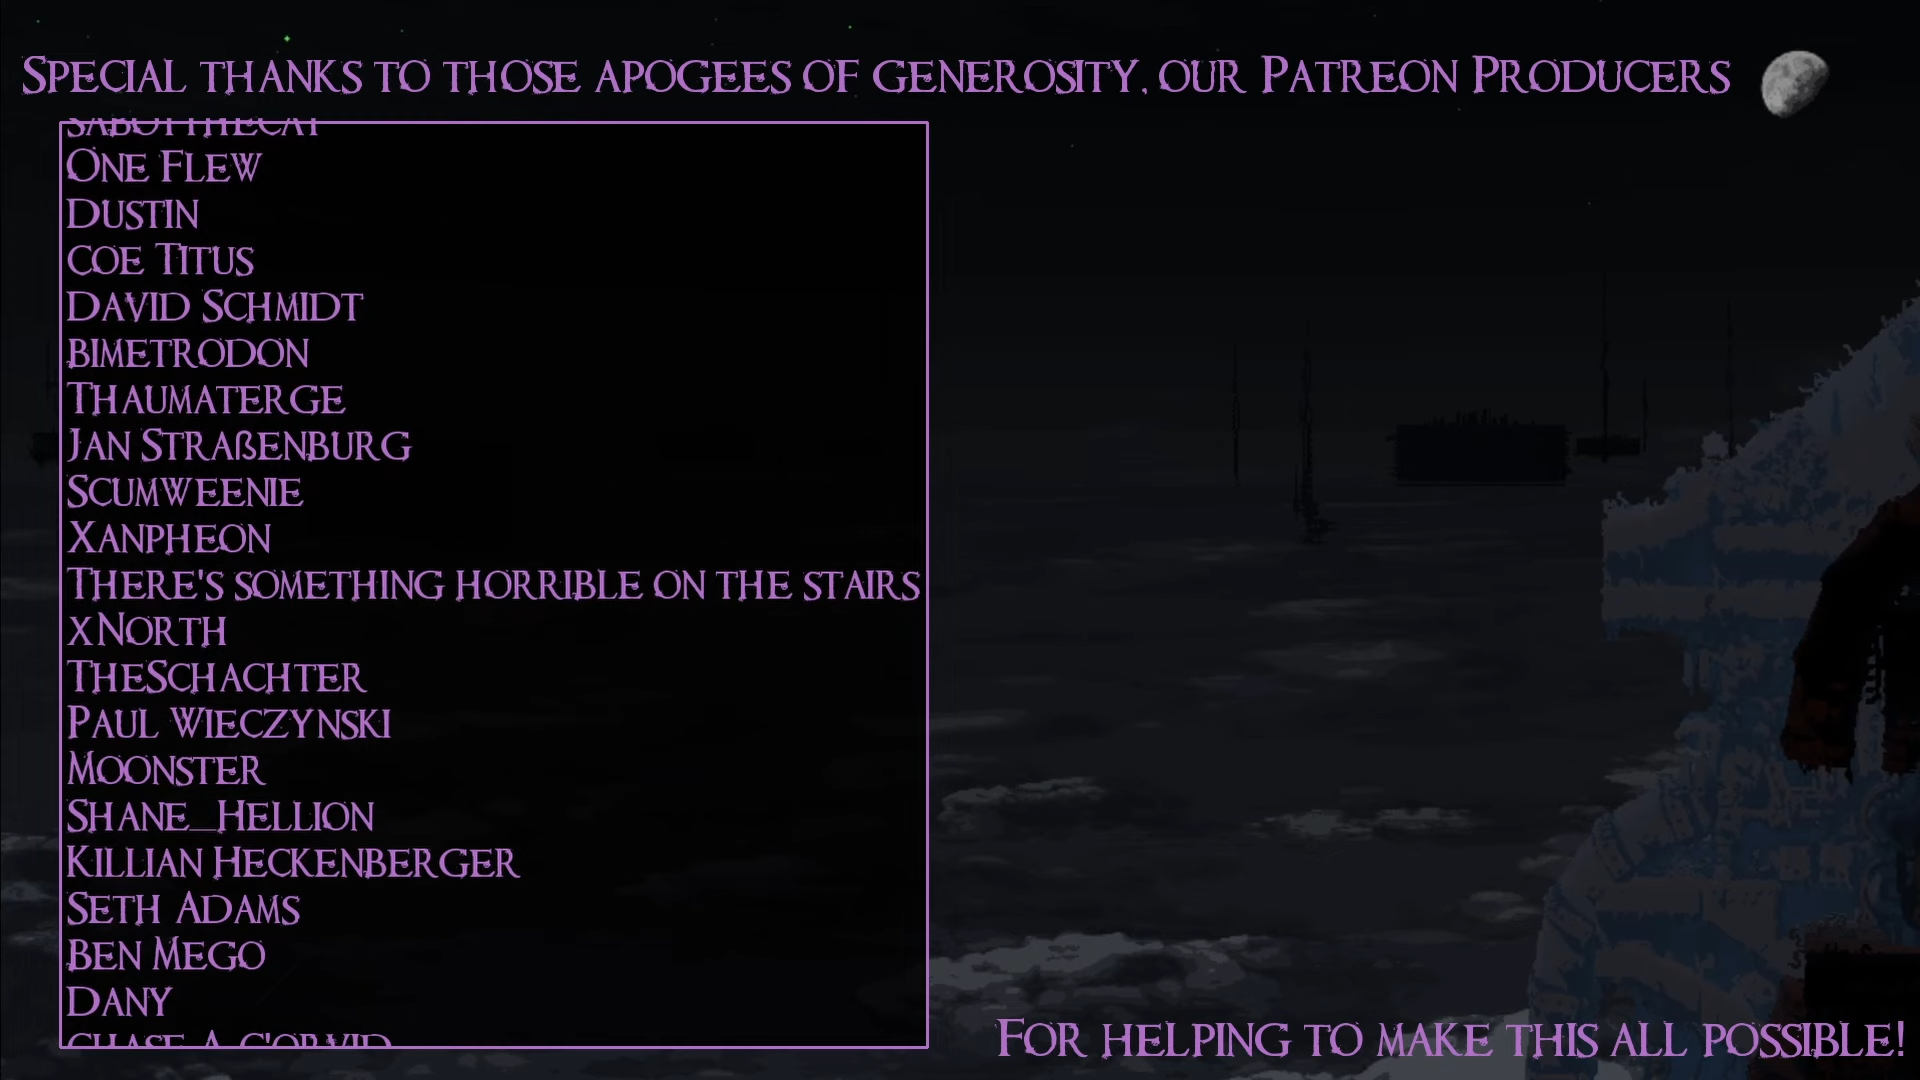 Special thanks to those apogees of generosity, our Patreon Producers
One Flew
Dustin
coe Titus
David Schmidt
bimetrodon
Thaumaterge
Jan Straßenburg
Scumweenie
Xanpheon
There's something horrible on the stairs
xNorth
TheSchachter
Paul Wieczynski
Moonster
Shane_Hellion
Killian Heckenberger
Seth Adams
Ben Mego
Dany
For helping to make this all possible!